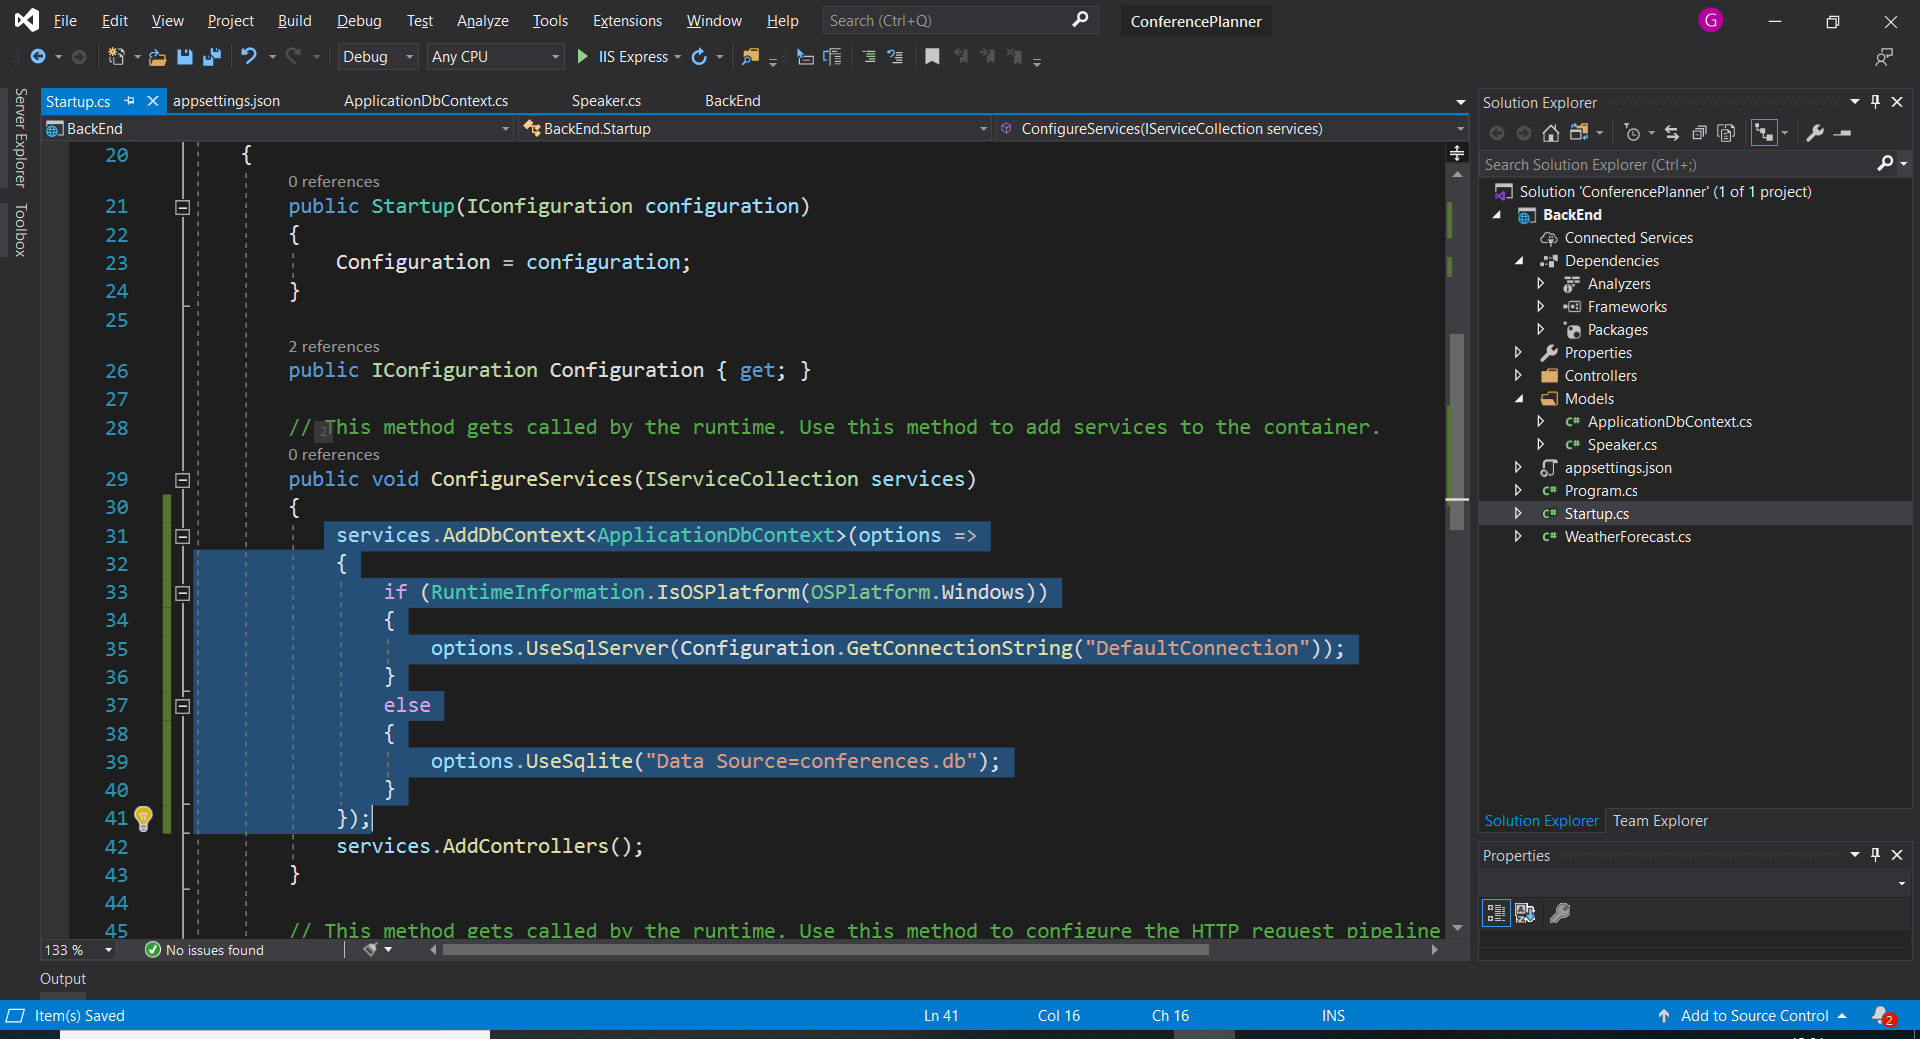 File Edit View Project Build Debug Test Analyze Tools Extensions Window Help Search (Ctrl+Q) ConferencePlanner G
Debug Any CPU IIS Express
Server Explorer
Toolbox
Startup.cs appsettings.json ApplicationDbContext.cs Speaker.cs BackEnd
BackEnd BackEnd.Startup ConfigureServices(IServiceCollection services)
20 {
0 references
21 public Startup(IConfiguration configuration)
22 {
23 Configuration = configuration;
24 }
25
2 references
26 public IConfiguration Configuration { get; }
27
28 // This method gets called by the runtime. Use this method to add services to the container.
2
0 references
29 public void ConfigureServices(IServiceCollection services)
30 {
31 services.AddDbContext<ApplicationDbContext>(options =>
32 {
33 if (RuntimeInformation.IsOSPlatform(OSPlatform.Windows))
34 {
35 options.UseSqlServer(Configuration.GetConnectionString("DefaultConnection"));
36 }
37 else
38 {
39 options.UseSqlite("Data Source=conferences.db");
40 }
41 });
42 services.AddControllers();
43 }
44
45 // This method gets called by the runtime. Use this method to configure the HTTP request pipeline
133 % No issues found
Solution Explorer
Search Solution Explorer (Ctrl+;)
Solution 'ConferencePlanner' (1 of 1 project)
BackEnd
Connected Services
Dependencies
Analyzers
Frameworks
Packages
Properties
Controllers
Models
C# ApplicationDbContext.cs
C# Speaker.cs
appsettings.json
C# Program.cs
C# Startup.cs
C# WeatherForecast.cs
Solution Explorer Team Explorer
Properties
Output
Item(s) Saved Ln 41 Col 16 Ch 16 INS Add to Source Control 2